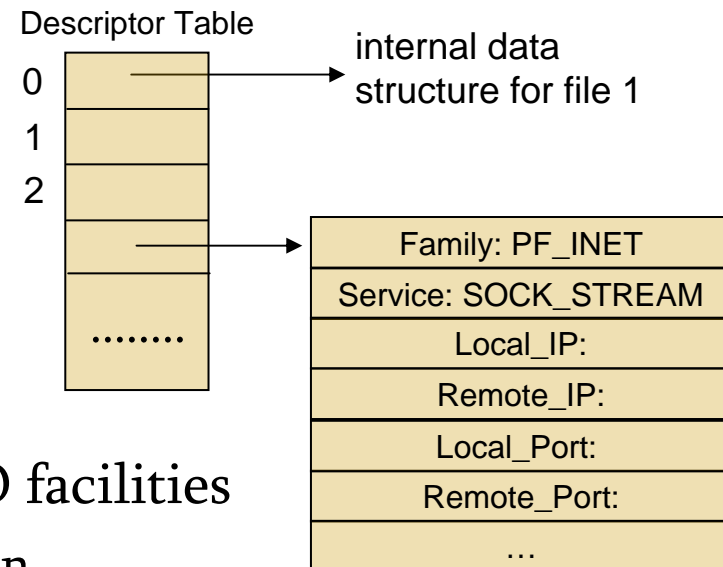 Descriptor Table
0
1
2
........
internal data
structure for file 1
Family: PF_INET
Service: SOCK_STREAM
Local_IP:
Remote_IP:
Local_Port:
Remote_Port:
...
facilities